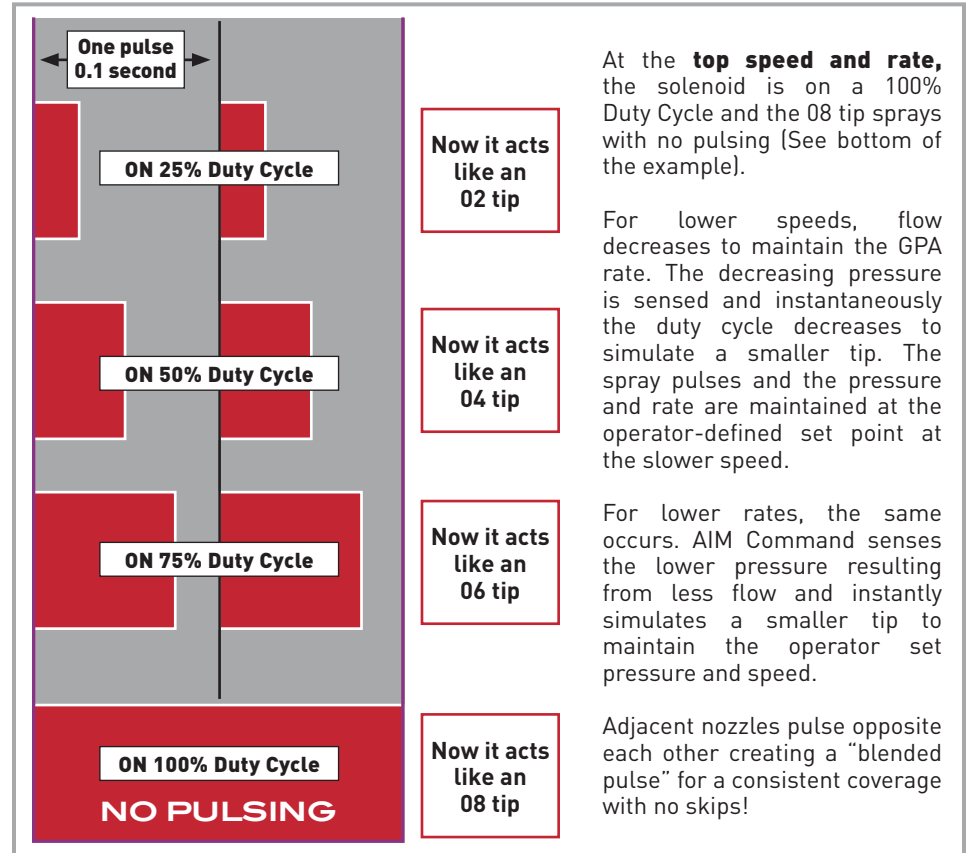 One pulse
0.1 second
ON 25% Duty Cycle
Now it acts
like an
02 tip
ON 50% Duty Cycle
Now it acts
like an
04 tip
ON 75% Duty Cycle
Now it acts
like an
06 tip
ON 100% Duty Cycle
NO PULSING
Now it acts
like an
08 tip
At the top speed and rate,
the solenoid is on a 100%
Duty Cycle and the 08 tip sprays
with no pulsing (See bottom of
the example).
For lower speeds, flow
decreases to maintain the GPA
rate. The decreasing pressure
is sensed and instantaneously
the duty cycle decreases to
simulate a smaller tip. The
spray pulses and the pressure
and rate are maintained at the
operator-defined set point at
the slower speed.
For lower rates, the same
occurs. AIM Command senses
the lower pressure resulting
from less flow and instantly
simulates a smaller tip to
maintain the operator set
pressure and speed.
Adjacent nozzles pulse opposite
each other creating a “blended
pulse” for a consistent coverage
with no skips!